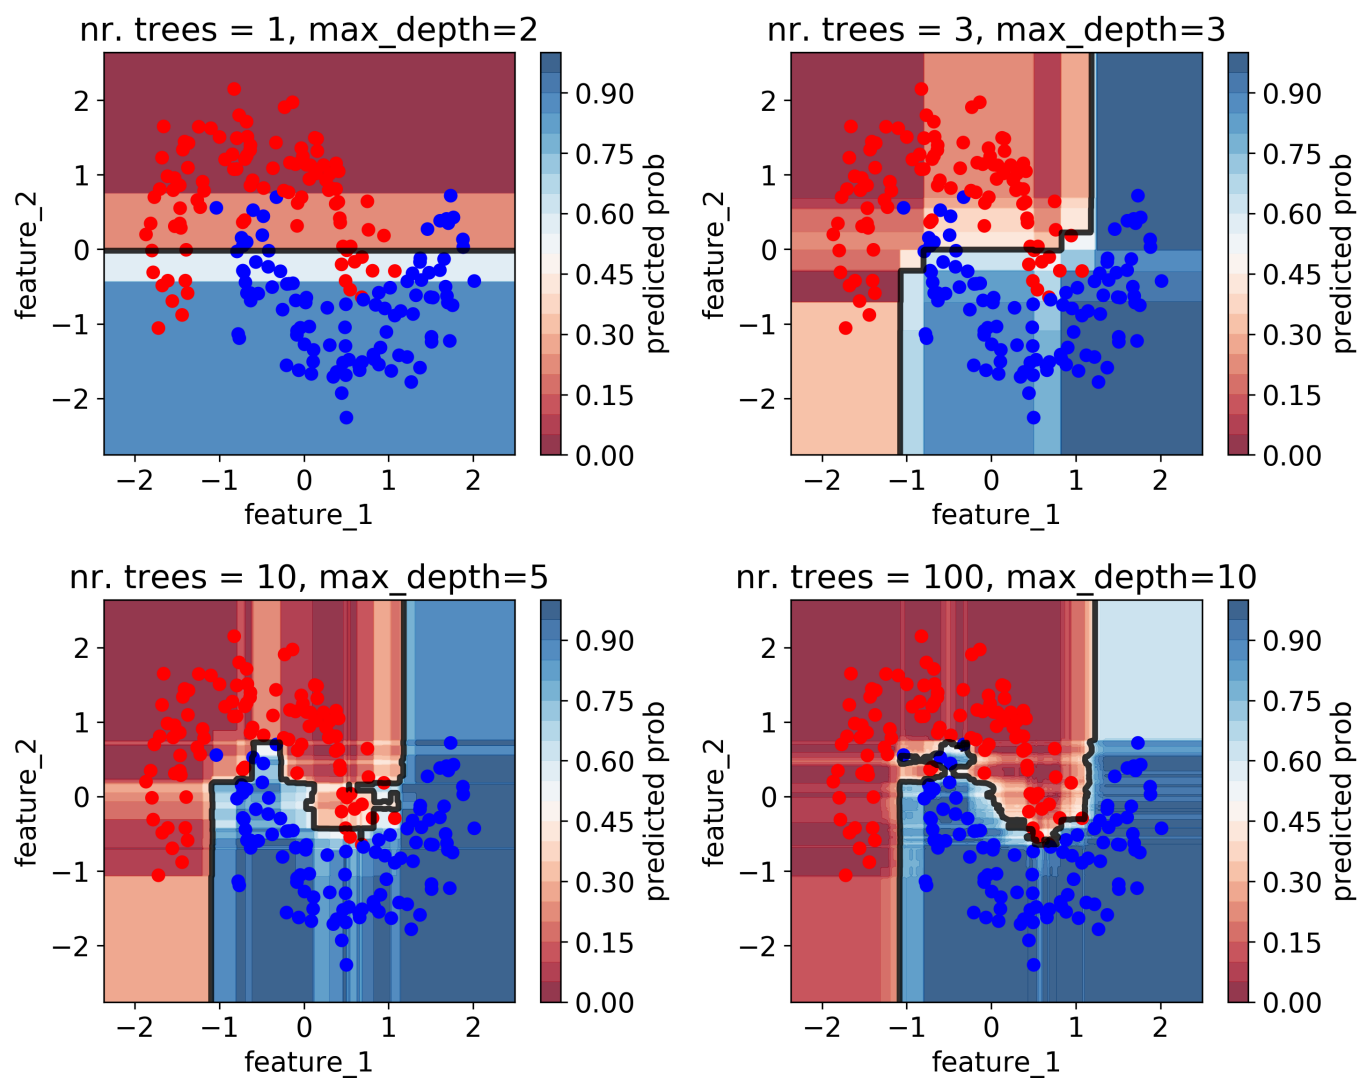 nr. trees = 1, max_depth=2
feature_2
2
1
0
−1
−2
−2 −1 0 1 2
feature_1
0.90
0.75
0.60
0.45
0.30
0.15
0.00
predicted prob
nr. trees = 3, max_depth=3
feature_2
2
1
0
−1
−2
−2 −1 0 1 2
feature_1
0.90
0.75
0.60
0.45
0.30
0.15
0.00
predicted prob
nr. trees = 10, max_depth=5
feature_2
2
1
0
−1
−2
−2 −1 0 1 2
feature_1
0.90
0.75
0.60
0.45
0.30
0.15
0.00
predicted prob
nr. trees = 100, max_depth=10
feature_2
2
1
0
−1
−2
−2 −1 0 1 2
feature_1
0.90
0.75
0.60
0.45
0.30
0.15
0.00
predicted prob